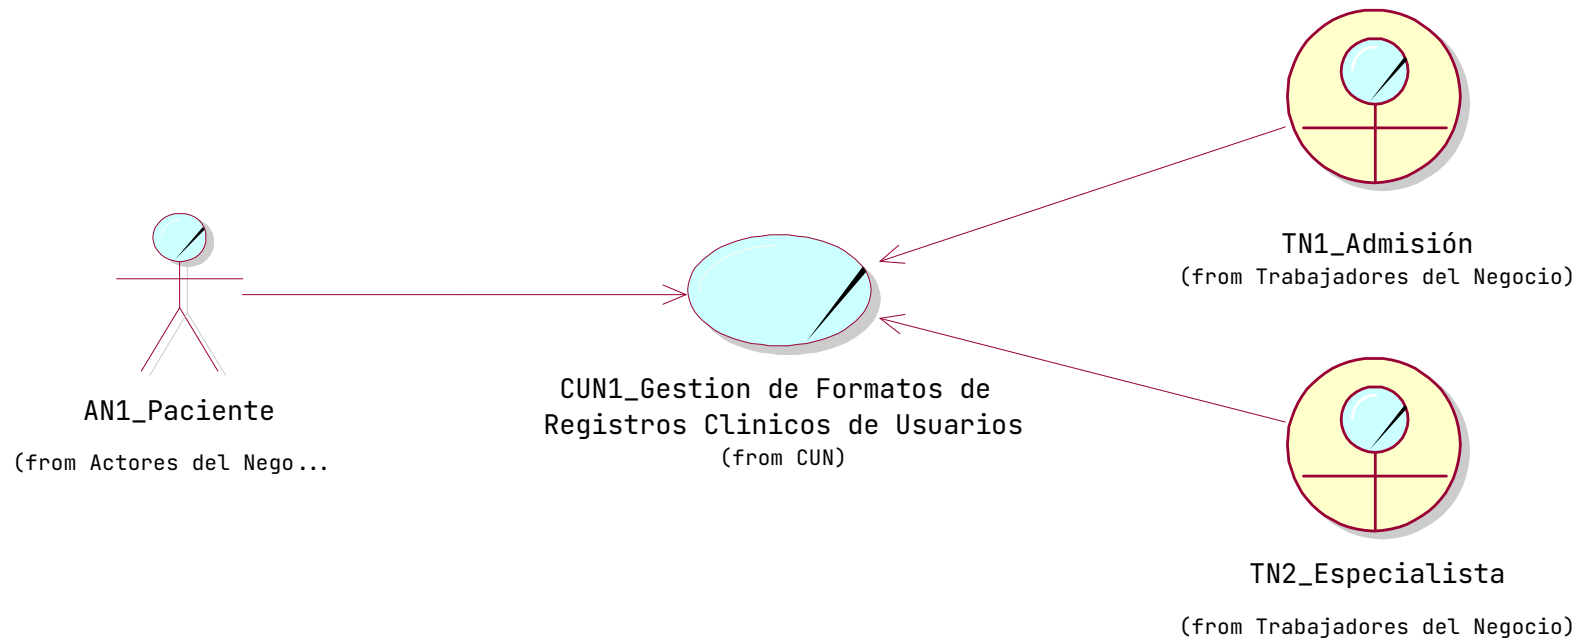 AN1_Paciente
(from Actores del Nego...
CUN1_Gestion de Formatos de
Registros Clinicos de Usuarios
(from CUN)
TN1_Admisión
(from Trabajadores del Negocio)
TN2_Especialista
(from Trabajadores del Negocio)